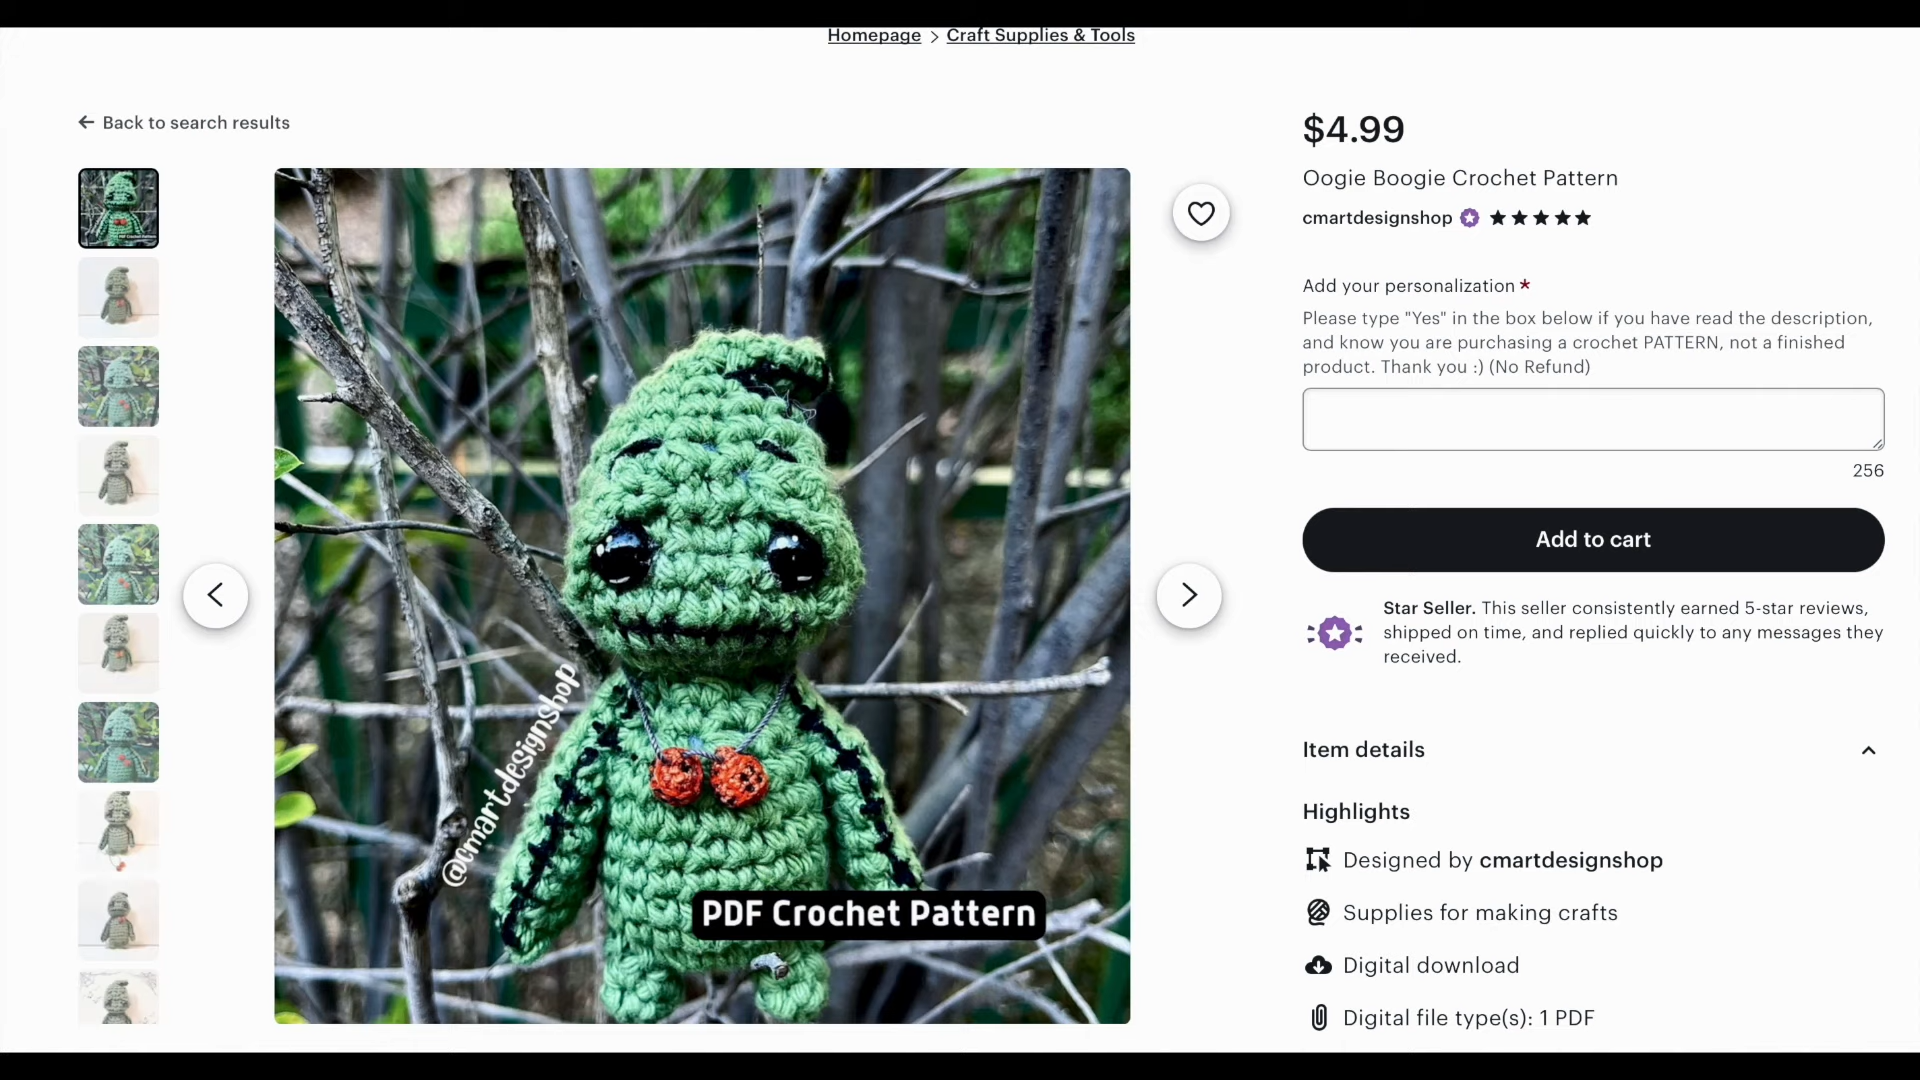 Homepage > Craft Supplies & Tools
Back to search results
$4.99
Oogie Boogie Crochet Pattern
cmartdesignshop
Add your personalization *
Please type "Yes" in the box below if you have read the description,
and know you are purchasing a crochet PATTERN, not a finished
product. Thank you :) (No Refund)
256
Add to cart
Star Seller. This seller consistently earned 5-star reviews,
shipped on time, and replied quickly to any messages they
received.
Item details
Highlights
Designed by cmartdesignshop
Supplies for making crafts
Digital download
Digital file type(s): 1 PDF
@cmartdesignshop
PDF Crochet Pattern